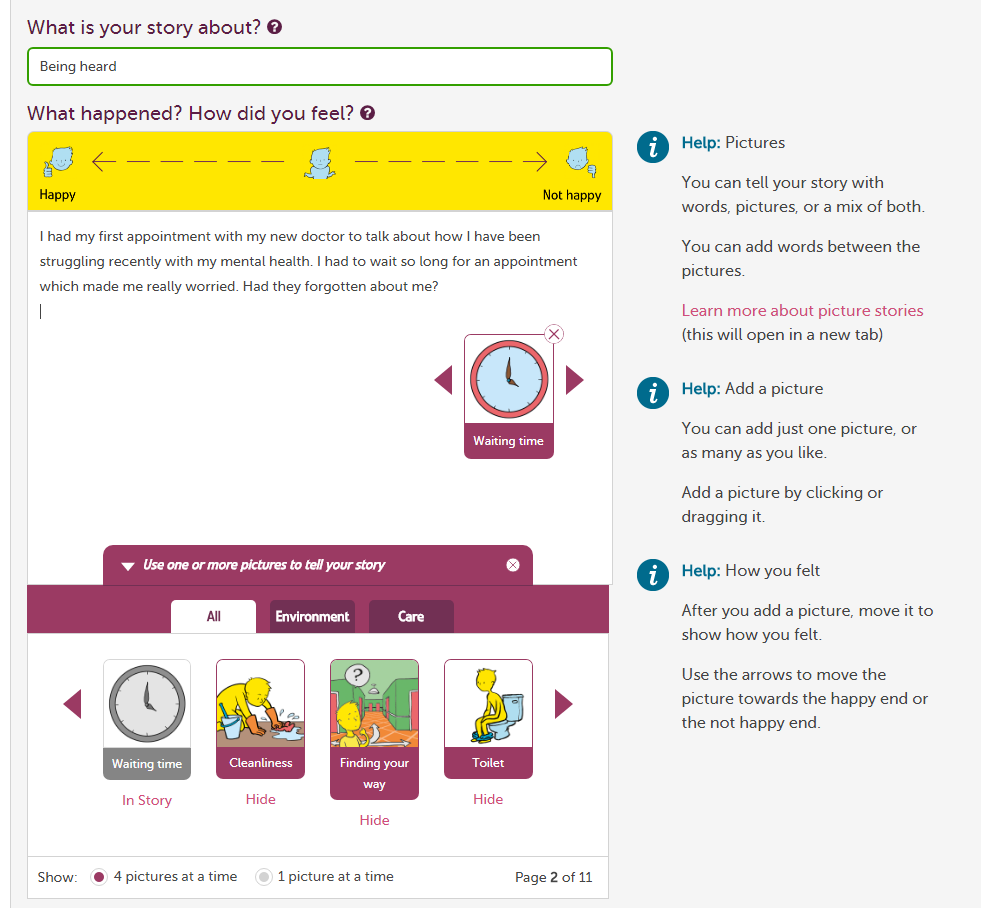 What is your story about? ?
Being heard
What happened? How did you feel? ?
Happy
Not happy
I had my first appointment with my new doctor to talk about how I have been
struggling recently with my mental health. I had to wait so long for an appointment
which made me really worried. Had they forgotten about me?
Waiting time
Use one or more pictures to tell your story
All
Environment
Care
?
Waiting time
Cleanliness
Finding your
way
Toilet
In Story
Hide
Hide
Hide
Show:
4 pictures at a time
1 picture at a time
Page 2 of 11
i
Help: Pictures
You can tell your story with
words, pictures, or a mix of both.
You can add words between the
pictures.
Learn more about picture stories
(this will open in a new tab)
i
Help: Add a picture
You can add just one picture, or
as many as you like.
Add a picture by clicking or
dragging it.
i
Help: How you felt
After you add a picture, move it to
show how you felt.
Use the arrows to move the
picture towards the happy end or
the not happy end.